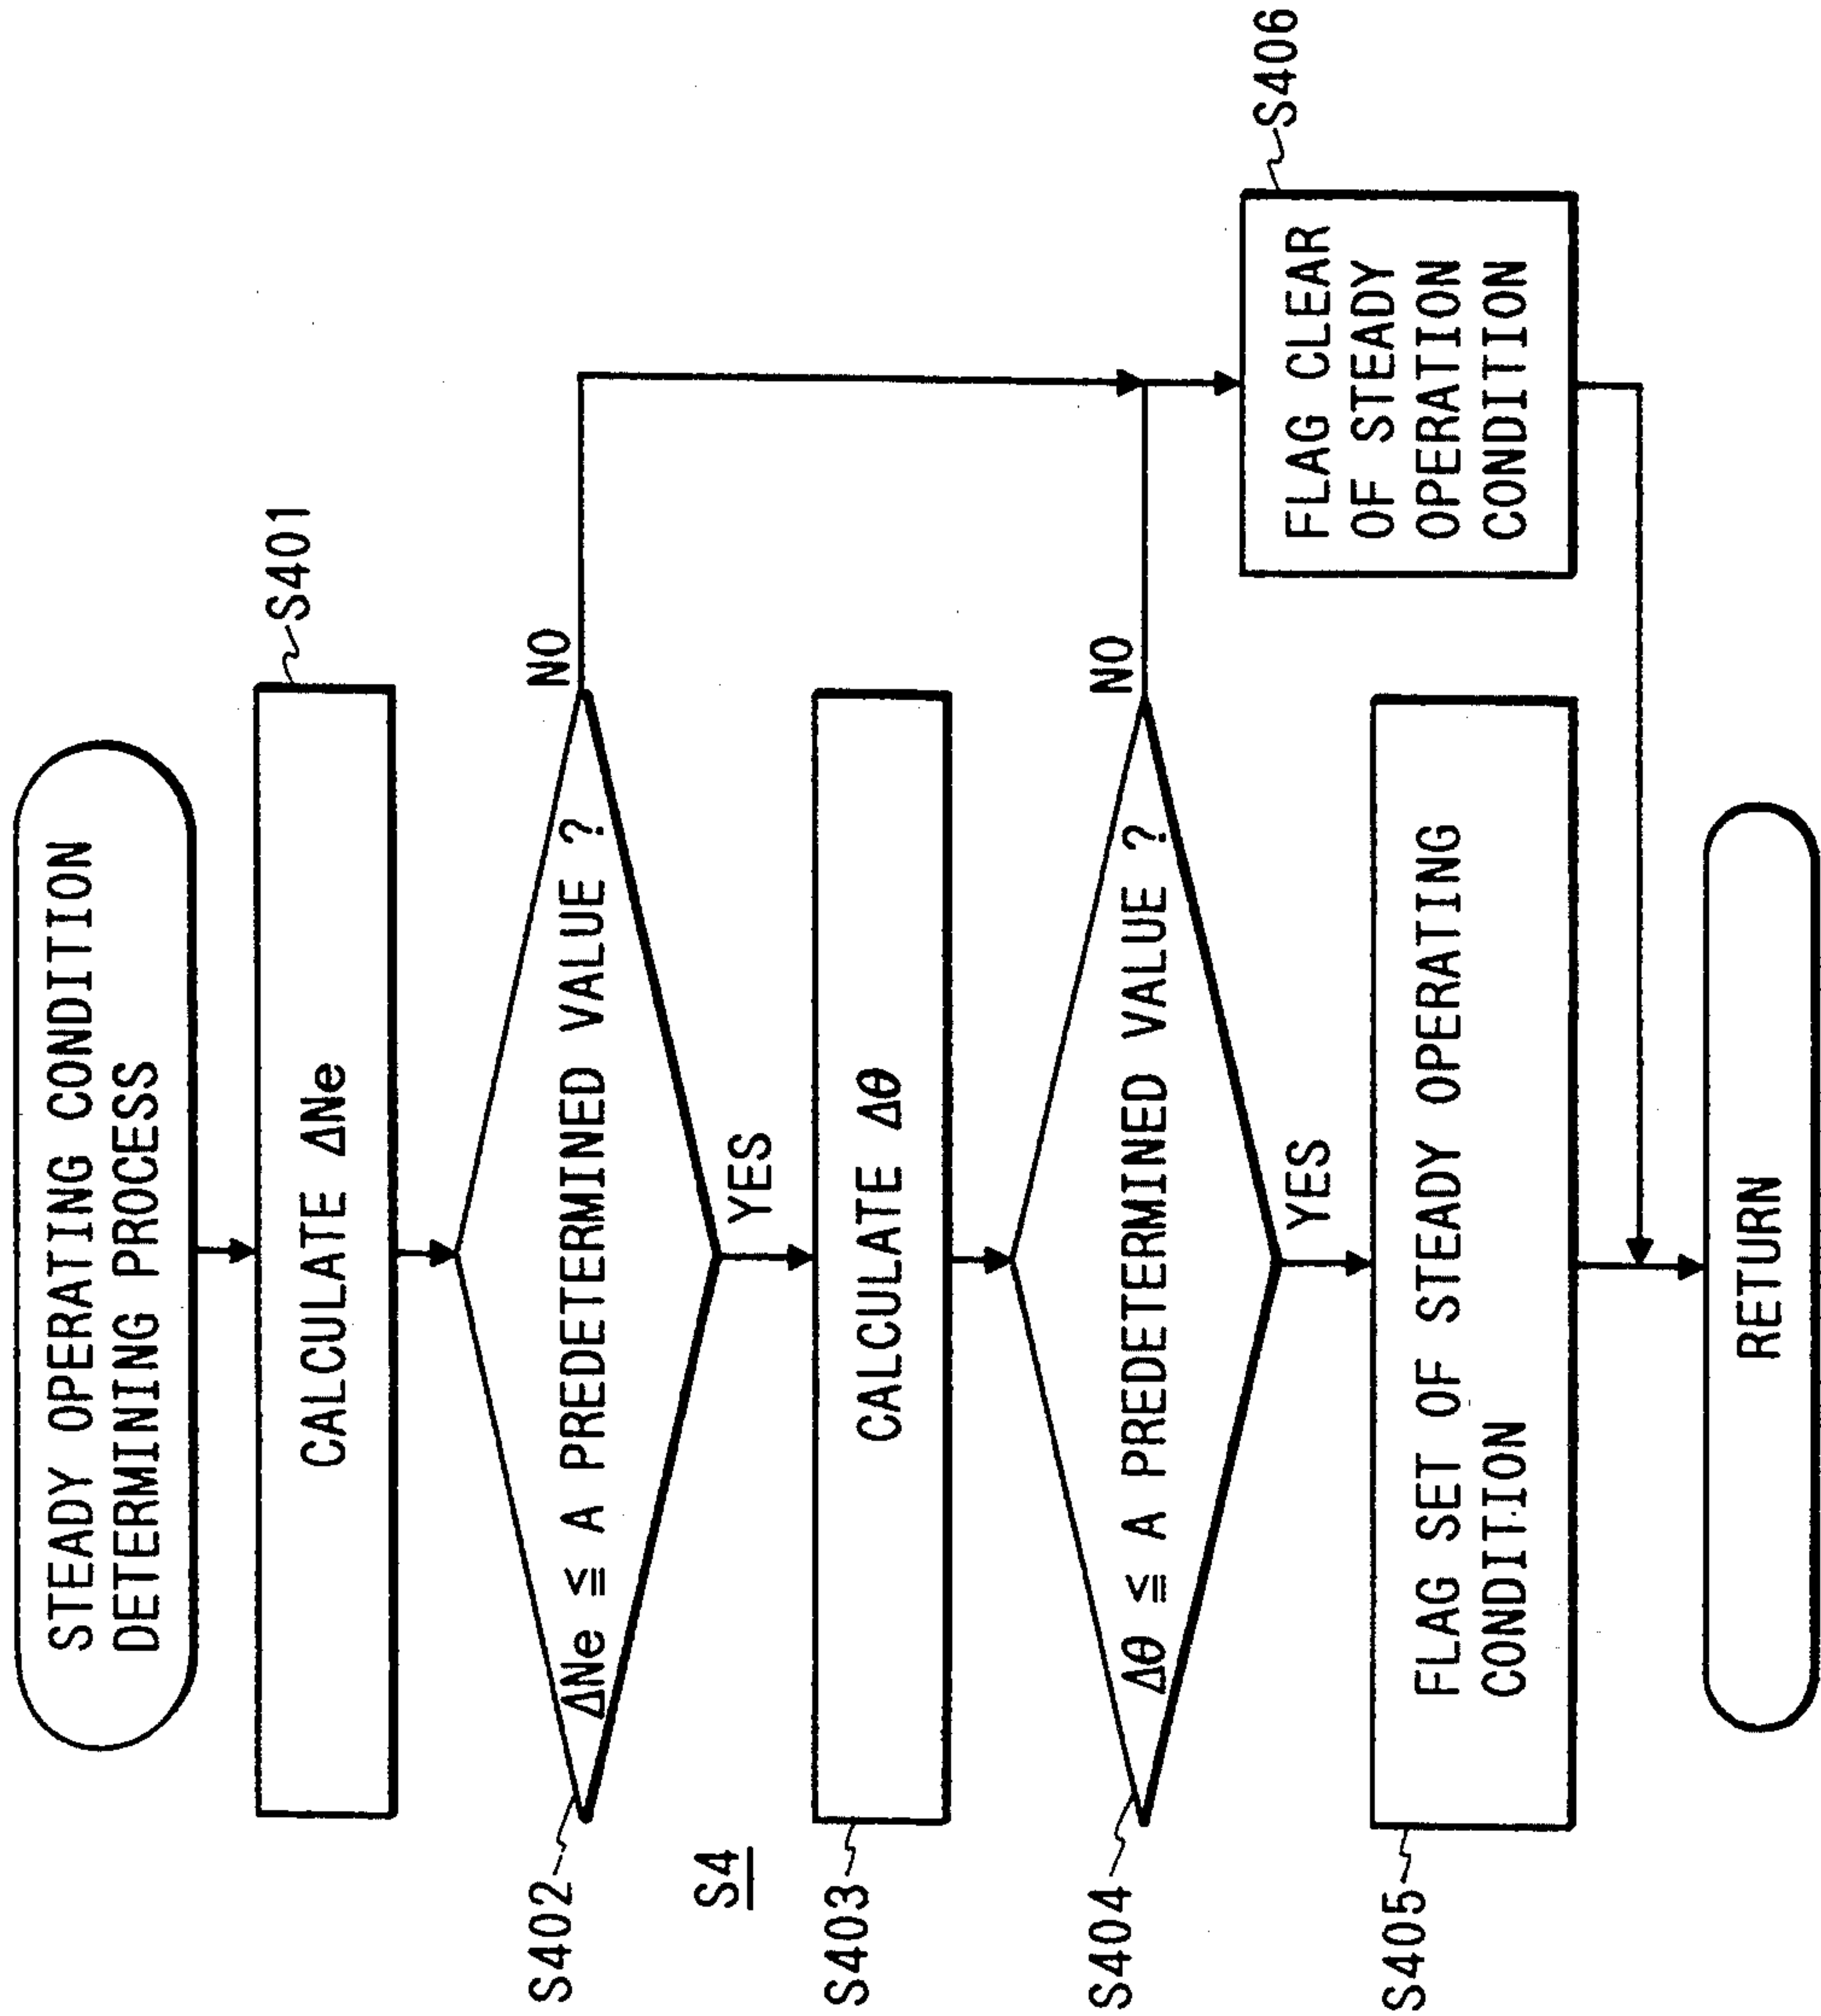 STEADY OPERATING CONDITION
DETERMINING PROCESS
S401
CALCULATE ΔNe
S402
ΔNe ≦ A PREDETERMINED VALUE ?
NO
YES
S4
S403
CALCULATE Δθ
S404
Δθ ≦ A PREDETERMINED VALUE ?
NO
YES
S405
FLAG SET OF STEADY OPERATING
CONDITION
S406
FLAG CLEAR
OF STEADY
OPERATION
CONDITION
RETURN